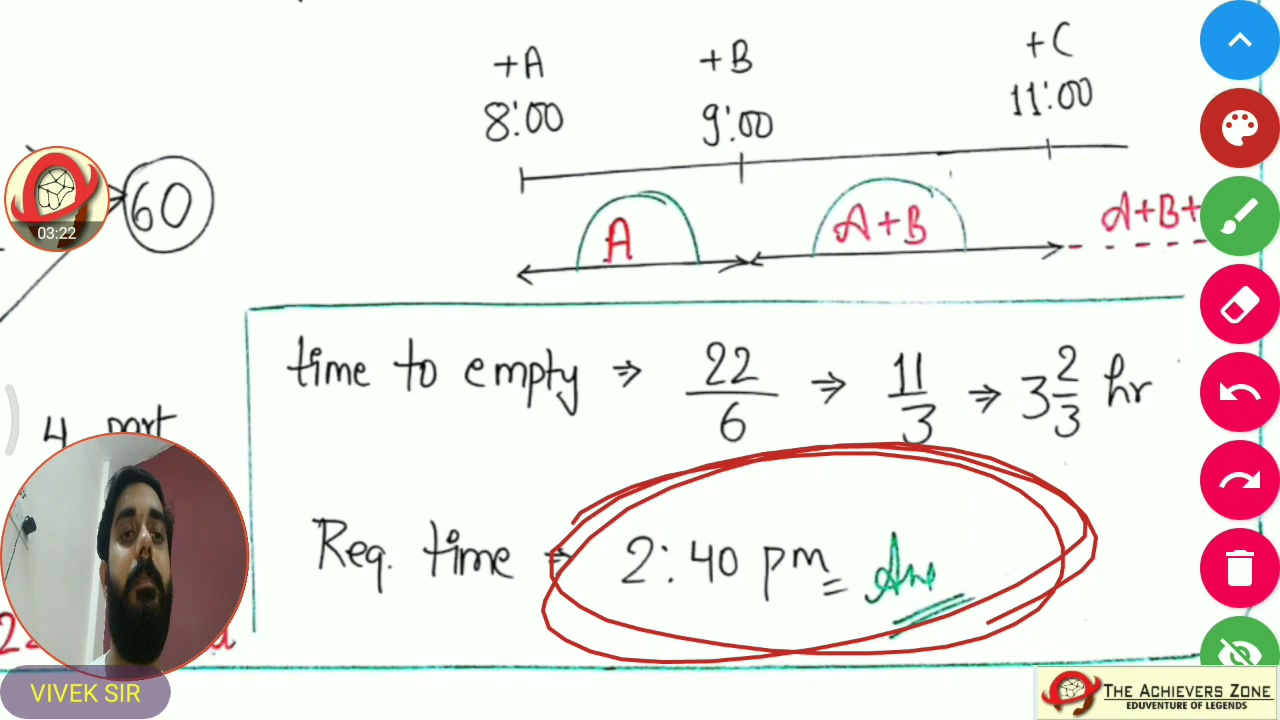 +A +B +C
8:00 9:00 11:00
60
03:22
A A+B A+B+
time to empty ⇒ 22/6 ⇒ 11/3 ⇒ 3 2/3 hr
4 part
Req. time ⇒ 2:40 pm = Ans
VIVEK SIR
THE ACHIEVERS ZONE
EDUVENTURE OF LEGENDS